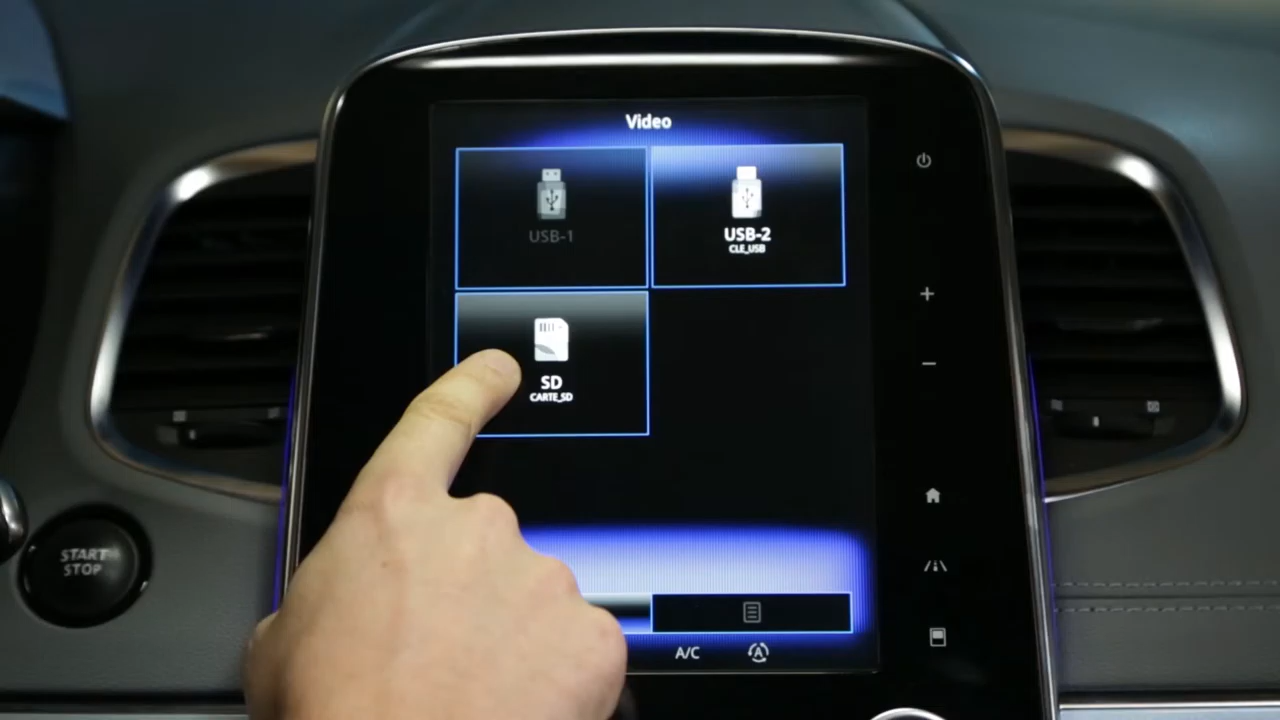 Video
USB-1
USB-2
CLE_USB
SD
CARTE_SD
START
STOP
A/C
A